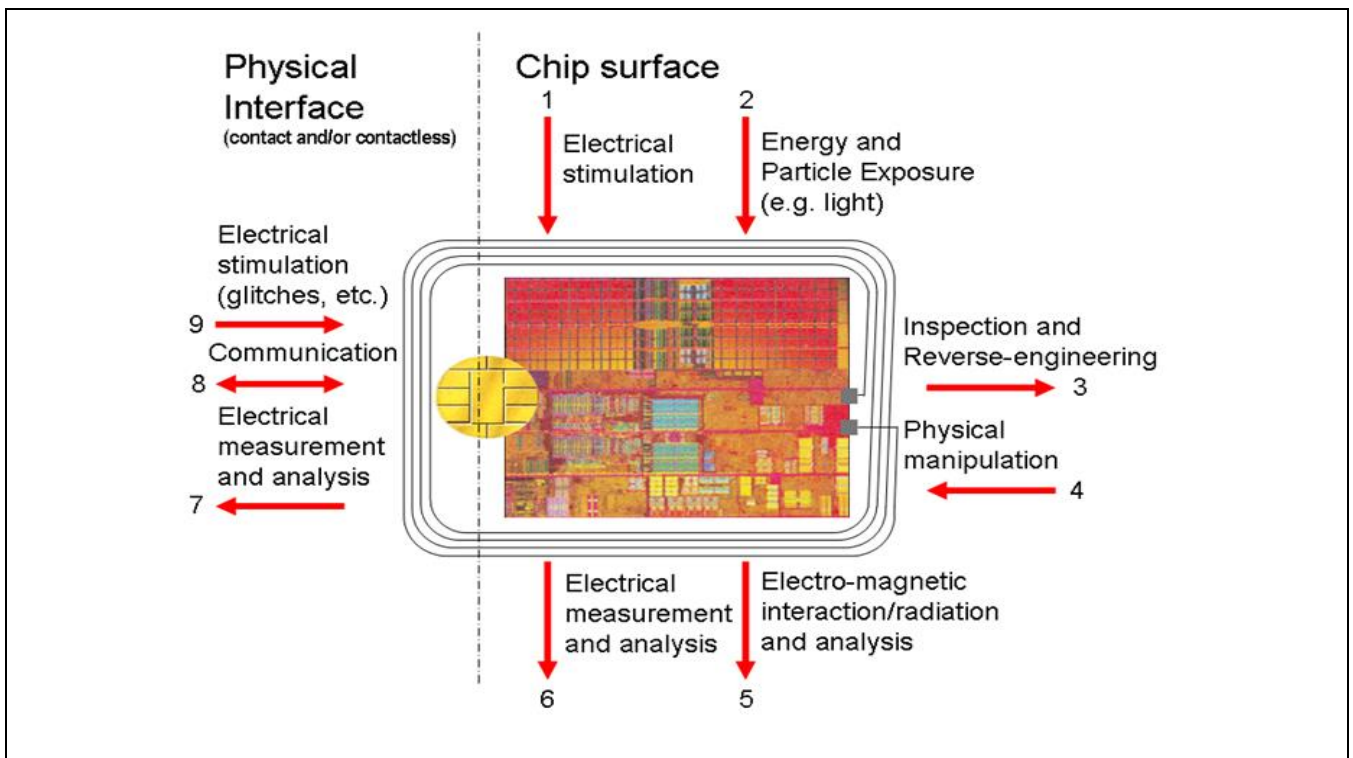 Physical
Interface
(contact and/or contactless)
Chip surface
1
2
Electrical
stimulation
Energy and
Particle Exposure
(e.g. light)
Electrical
stimulation
(glitches, etc.)
9
Communication
8
Electrical
measurement
and analysis
7
Inspection and
Reverse-engineering
3
Physical
manipulation
4
Electrical
measurement
and analysis
Electro-magnetic
interaction/radiation
and analysis
6
5